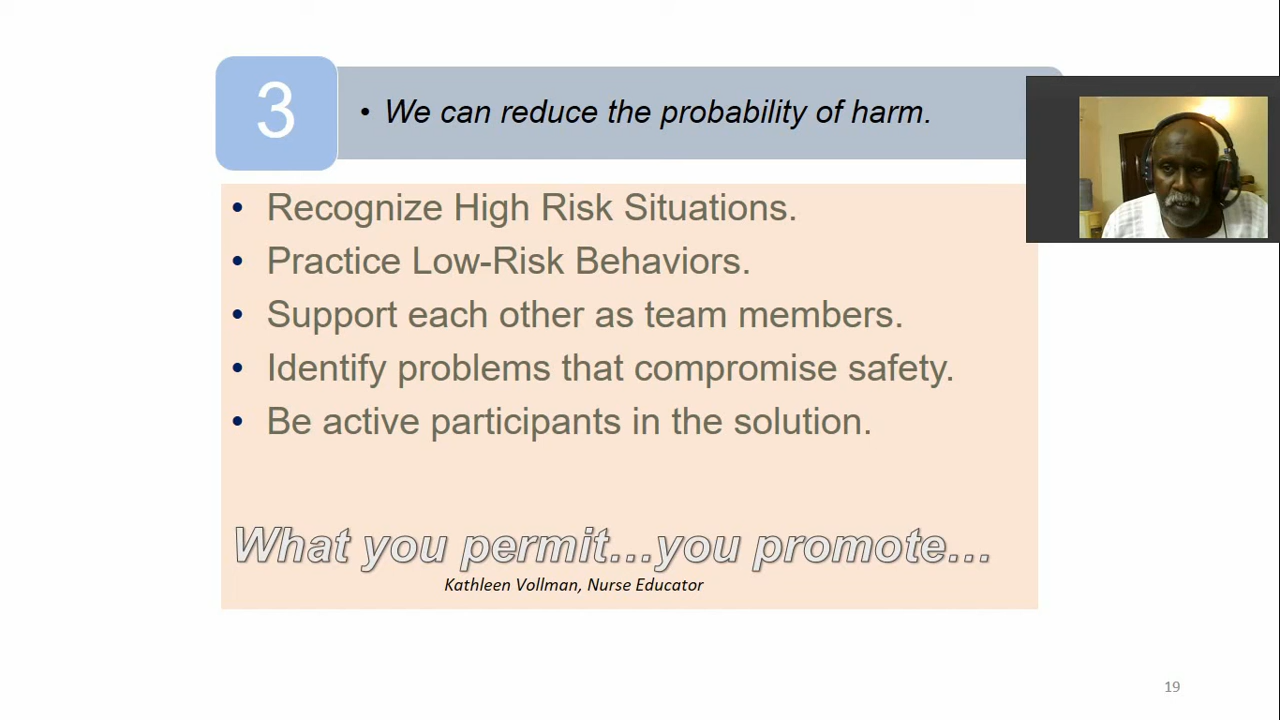 3
• We can reduce the probability of harm.
• Recognize High Risk Situations.
• Practice Low-Risk Behaviors.
• Support each other as team members.
• Identify problems that compromise safety.
• Be active participants in the solution.
What you permit...you promote...
Kathleen Vollman, Nurse Educator
19